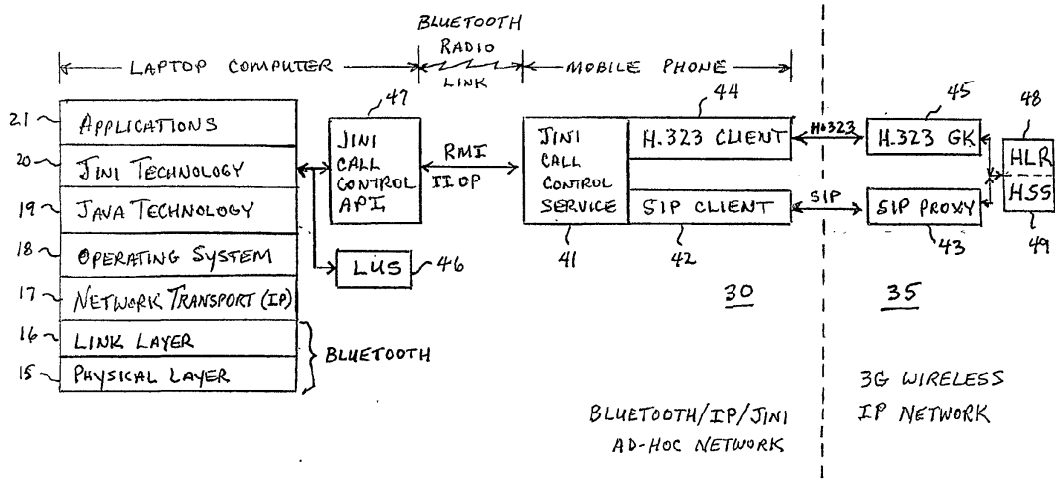 BLUETOOTH
RADIO
LINK
LAPTOP COMPUTER
MOBILE PHONE
21 APPLICATIONS
20 JINI TECHNOLOGY
19 JAVA TECHNOLOGY
18 OPERATING SYSTEM
17 NETWORK TRANSPORT (IP)
16 LINK LAYER
15 PHYSICAL LAYER
BLUETOOTH
47
JINI
CALL
CONTROL
API
LUS 46
RMI
IIOP
JINI
CALL
CONTROL
SERVICE
41
44
H.323 CLIENT
SIP CLIENT
42
H.323
SIP
45
H.323 GK
SIP PROXY
43
48
HLR
HSS
49
30
35
BLUETOOTH/IP/JINI
AD-HOC NETWORK
3G WIRELESS
IP NETWORK